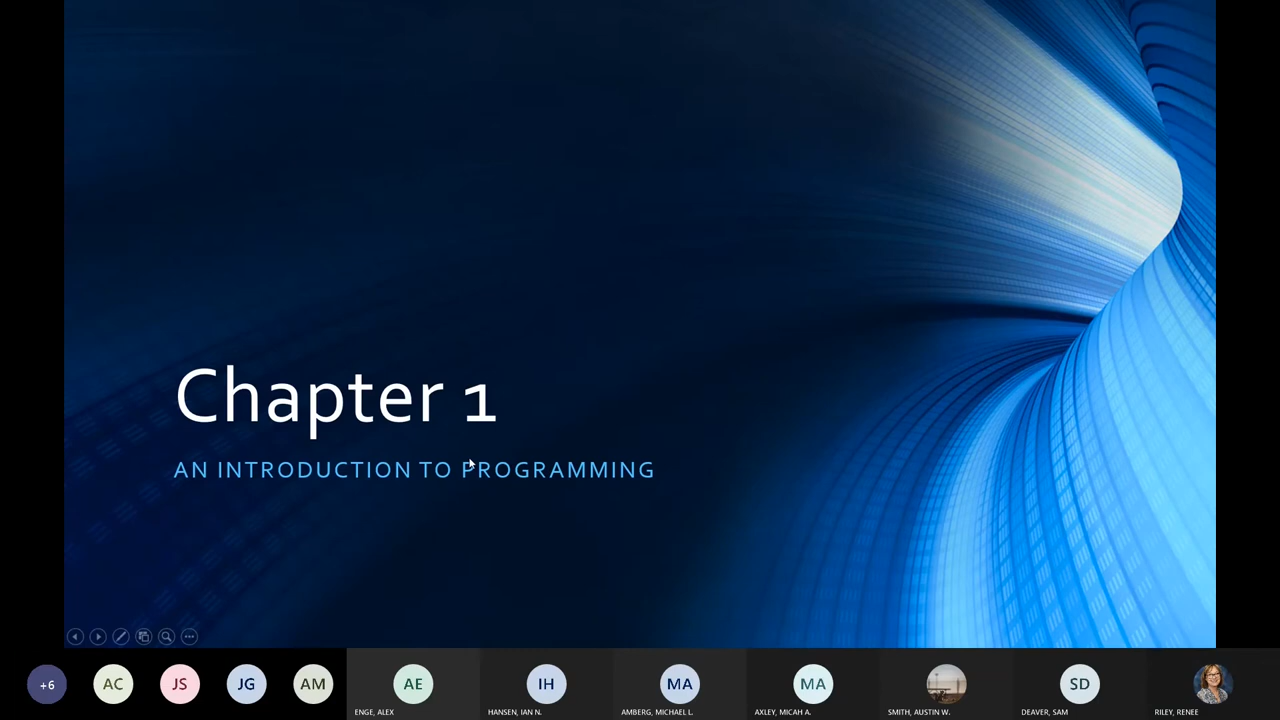 Chapter 1
AN INTRODUCTION TO PROGRAMMING
+6
AC
JS
JG
AM
AE
IH
MA
MA
SD
ENGE, ALEX
HANSEN, IAN N.
AMBERG, MICHAEL L.
AXLEY, MICAH A.
SMITH, AUSTIN W.
DEAVER, SAM
RILEY, RENEE